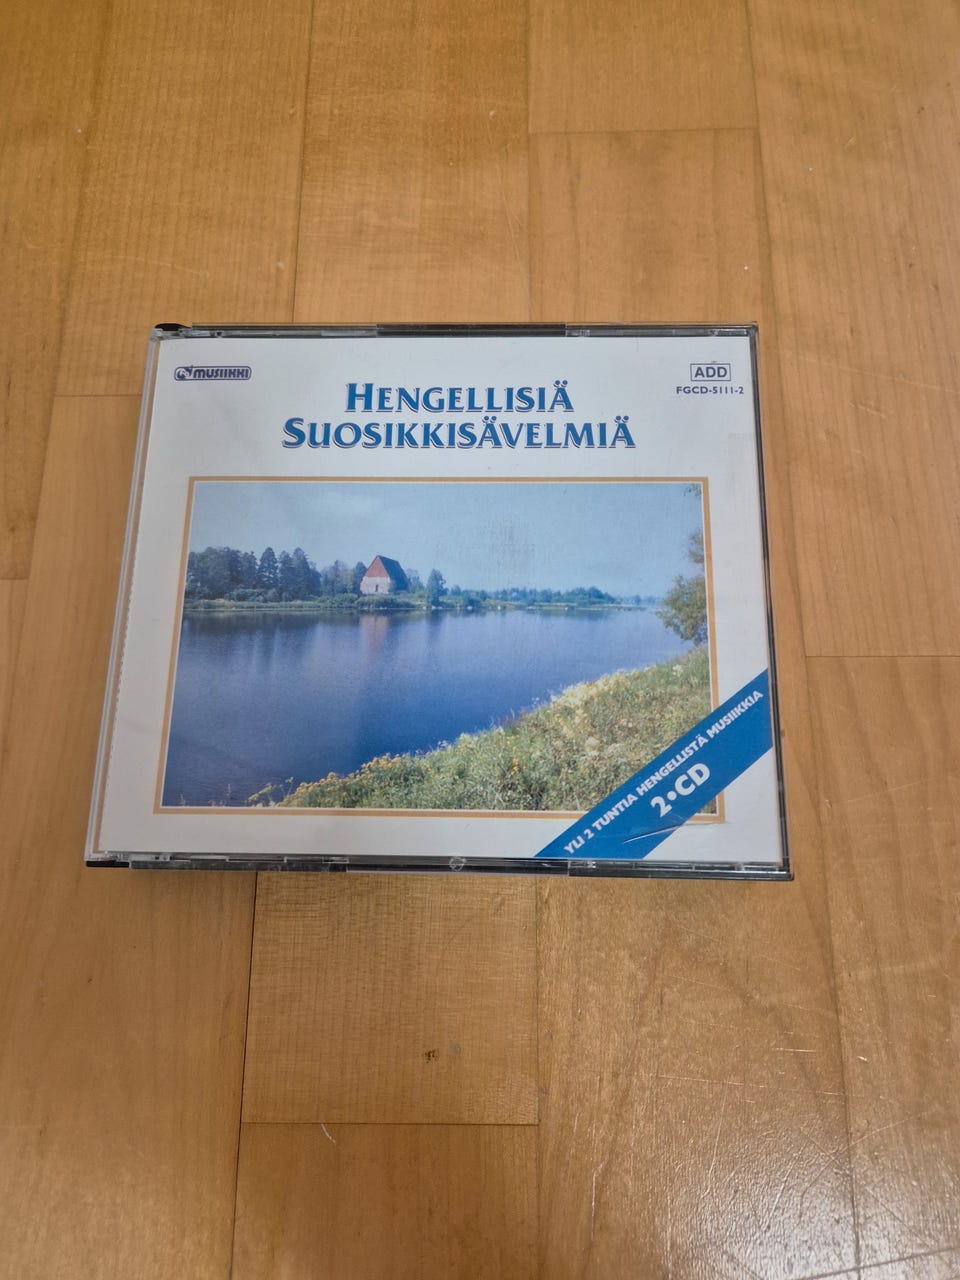 MUSIIKKI
ADD
FGCD-5111-2
HENGELLISIÄ
SUOSIKKISÄVELMIÄ
YLI 2 TUNTIA HENGELLISTÄ MUSIIKKIA
2•CD